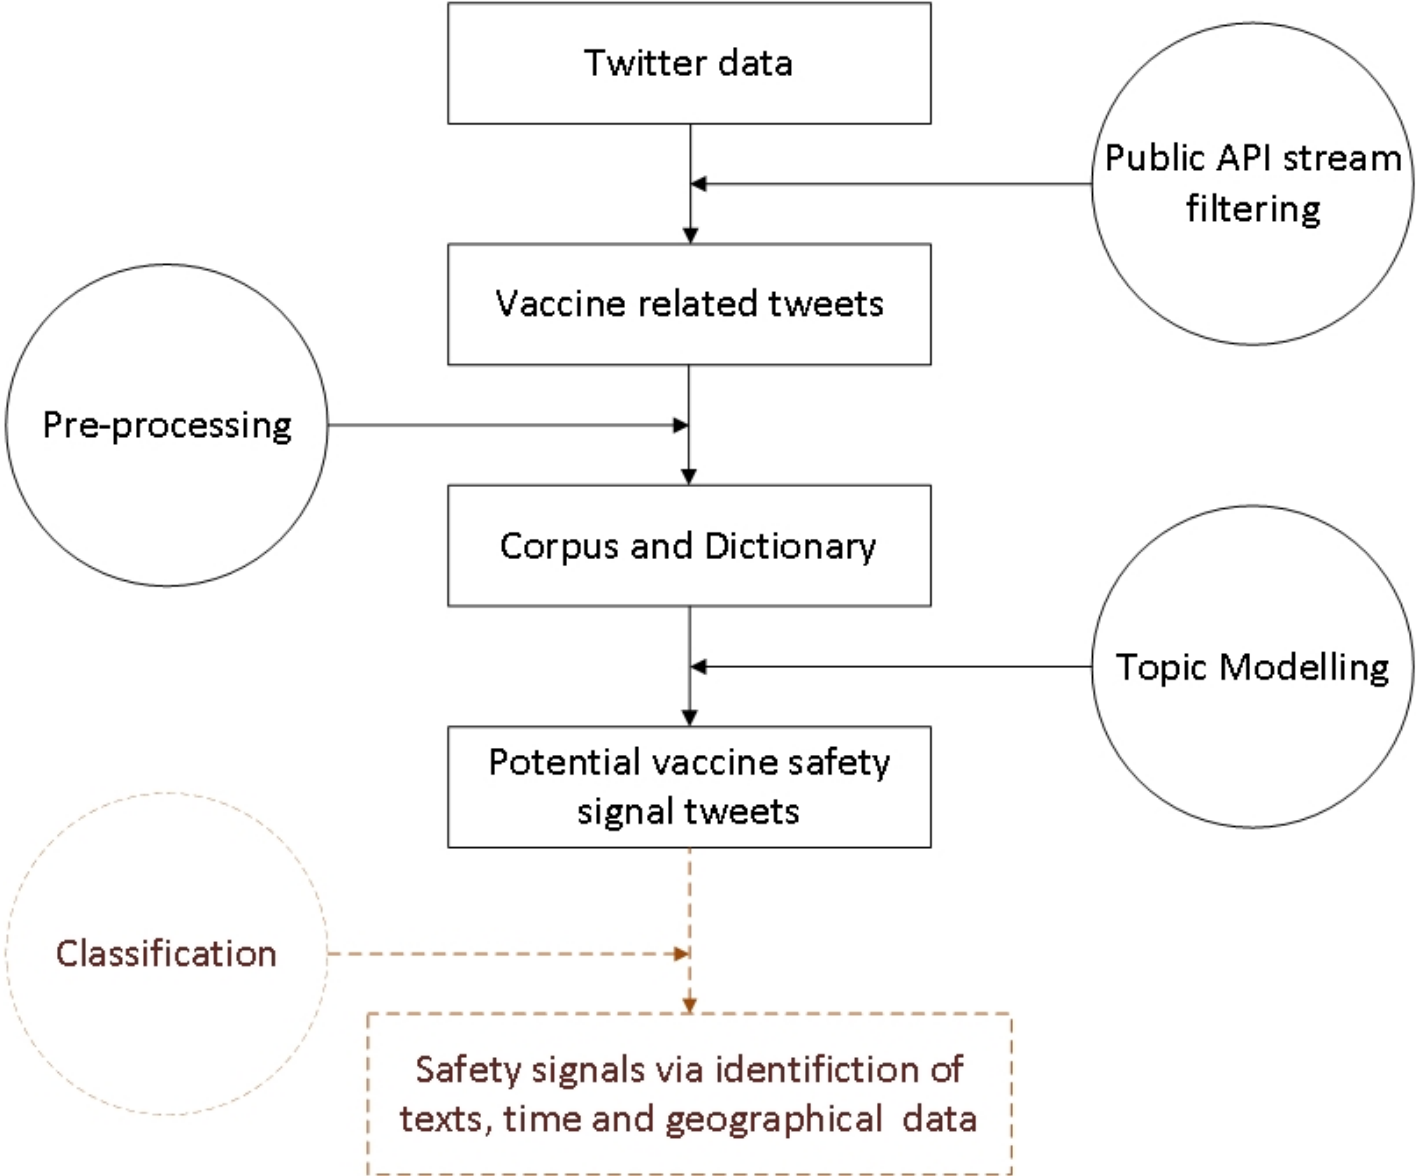 Twitter data
Public API stream
filtering
Vaccine related tweets
Pre-processing
Corpus and Dictionary
Topic Modelling
Potential vaccine safety
signal tweets
Classification
Safety signals via identifiction of
texts, time and geographical data